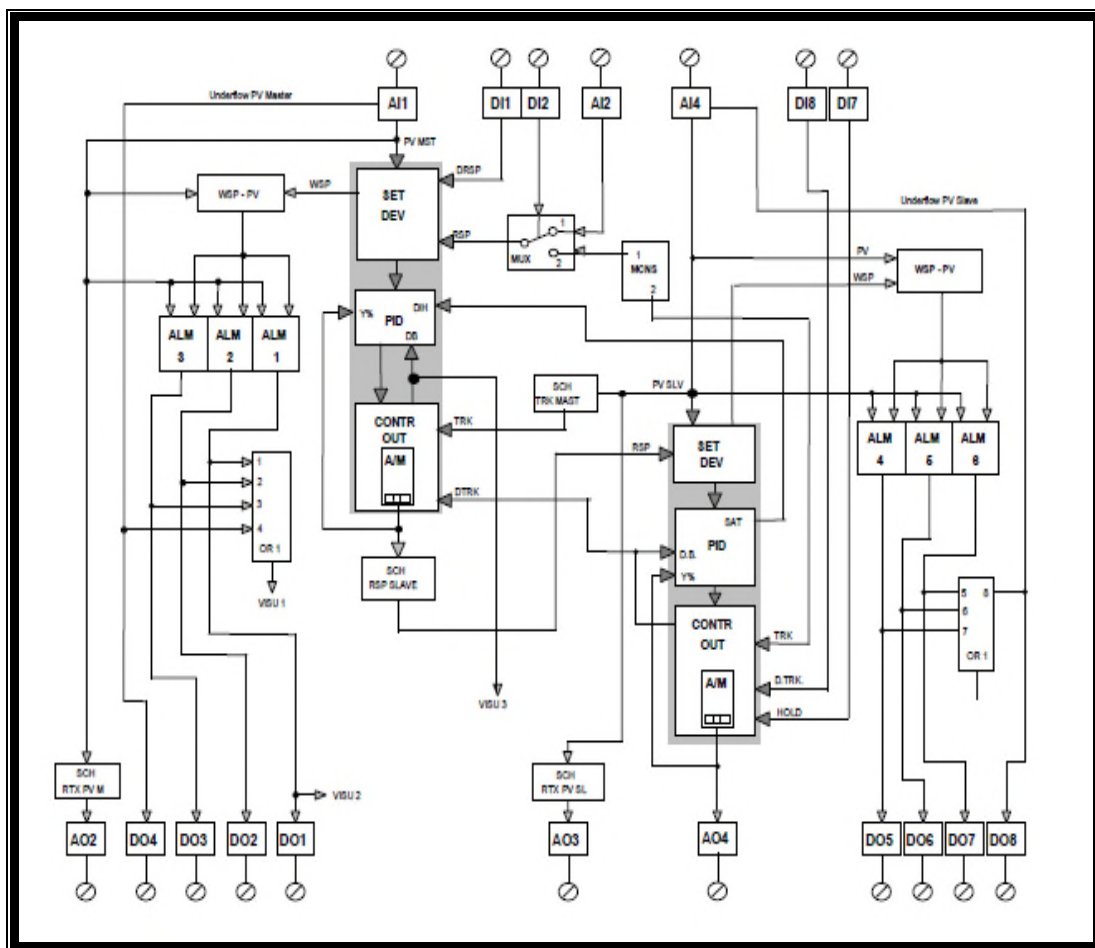 Underflow PV Master
AI1
DI1
DI2
AI2
AI4
DI8
DI7
PV MST
DRSP
WSP - PV
WSP
SET
DEV
RSP
1
2
MUX
1
MCNS
2
Underflow PV Slave
PV
WSP
WSP - PV
Y%
DIH
PID
DB
ALM
3
ALM
2
ALM
1
SCH
TRK MAST
PV SLV
CONTR
OUT
A/M
TRK
DTRK
RSP
SET
DEV
ALM
4
ALM
5
ALM
6
1
2
3
4
OR 1
VISU 1
SCH
RSP SLAVE
SAT
PID
D.B.
Y%
CONTR
OUT
A/M
TRK
D.TRK.
HOLD
5
8
6
7
OR 1
VISU 3
SCH
RTX PV M
VISU 2
SCH
RTX PV SL
AO2
DO4
DO3
DO2
DO1
AO3
AO4
DO5
DO6
DO7
DO8